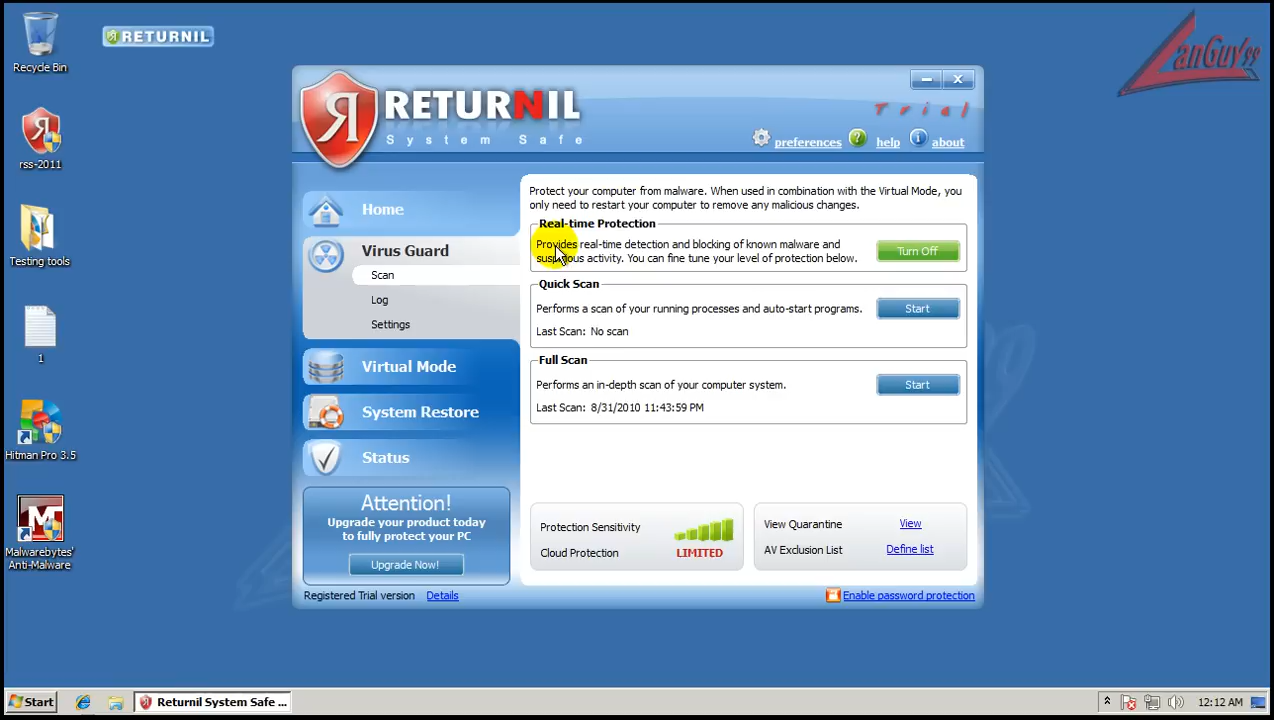 Recycle Bin
RETURNIL
LanGuy99
rss-2011
Testing tools
1
Hitman Pro 3.5
Malwarebytes'
Anti-Malware
Я
RETURNIL
System Safe
Trial
preferences
help
about
Home
Virus Guard
Scan
Log
Settings
Virtual Mode
System Restore
Status
Attention!
Upgrade your product today
to fully protect your PC
Upgrade Now!
Registered Trial version
Details
Protect your computer from malware. When used in combination with the Virtual Mode, you
only need to restart your computer to remove any malicious changes.
Real-time Protection
Provides real-time detection and blocking of known malware and
suspicious activity. You can fine tune your level of protection below.
Turn Off
Quick Scan
Performs a scan of your running processes and auto-start programs.
Start
Last Scan: No scan
Full Scan
Performs an in-depth scan of your computer system.
Start
Last Scan: 8/31/2010 11:43:59 PM
Protection Sensitivity
Cloud Protection
LIMITED
View Quarantine
View
AV Exclusion List
Define list
Enable password protection
Start
Returnil System Safe ...
12:12 AM